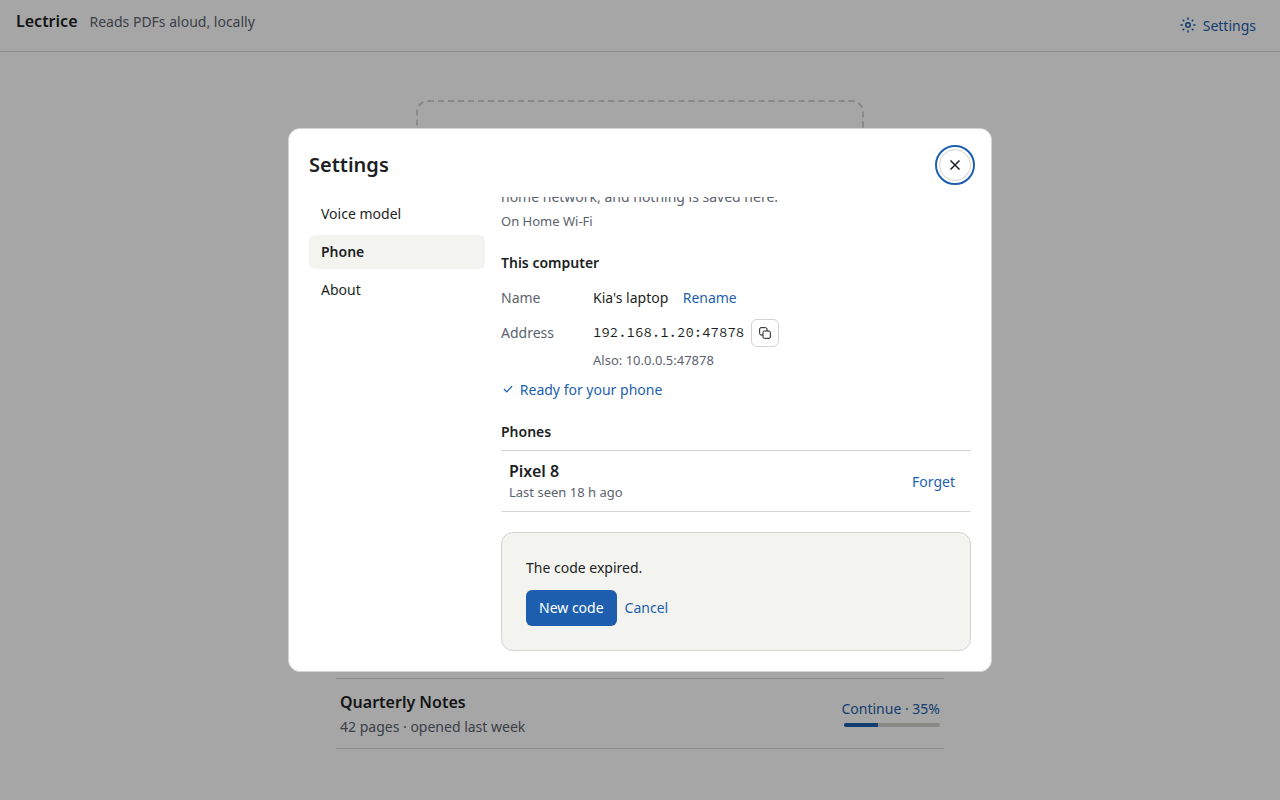 Lectrice Reads PDFs aloud, locally
Settings
Settings
Voice model
Phone
About
home network, and nothing is saved here.
On Home Wi-Fi
This computer
Name Kia's laptop Rename
Address 192.168.1.20:47878
Also: 10.0.0.5:47878
Ready for your phone
Phones
Pixel 8
Last seen 18 h ago
Forget
The code expired.
New code Cancel
Quarterly Notes
42 pages · opened last week
Continue · 35%